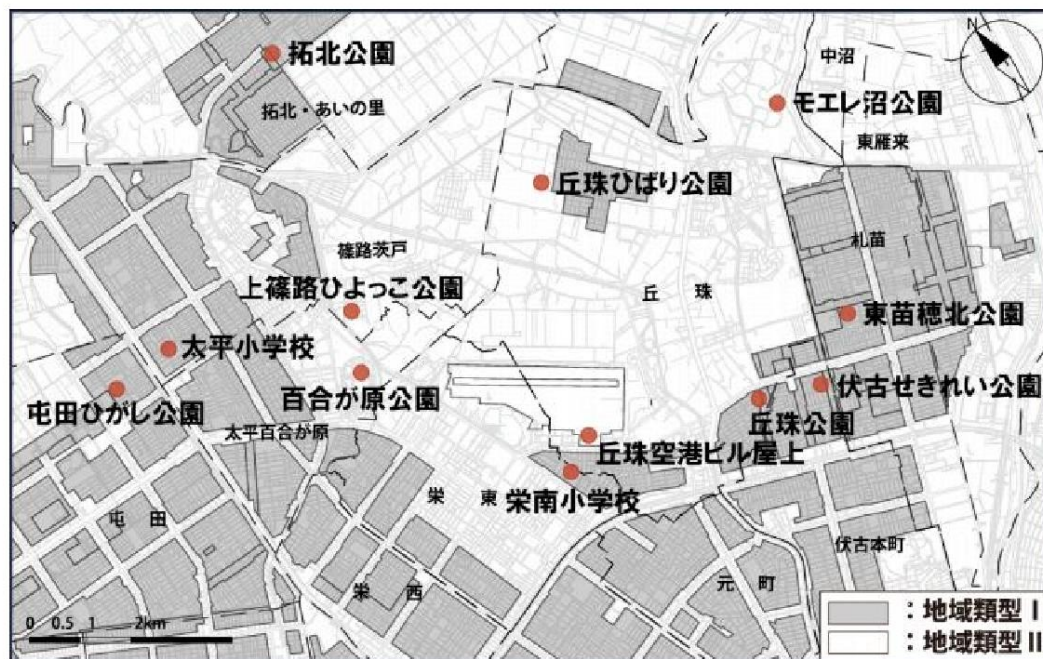 N
拓北公園
中沼
モエレ沼公園
拓北・あいの里
東雁来
丘珠ひばり公園
札苗
篠路茨戸
上篠路ひよっこ公園
丘 珠
東苗穂北公園
太平小学校
百合が原公園
伏古せきれい公園
屯田ひがし公園
丘珠公園
太平百合が原
丘珠空港ビル屋上
栄 東
栄南小学校
屯 田
伏古本町
栄 西
元 町
0 0.5 1 2km
:地域類型Ⅰ
:地域類型Ⅱ